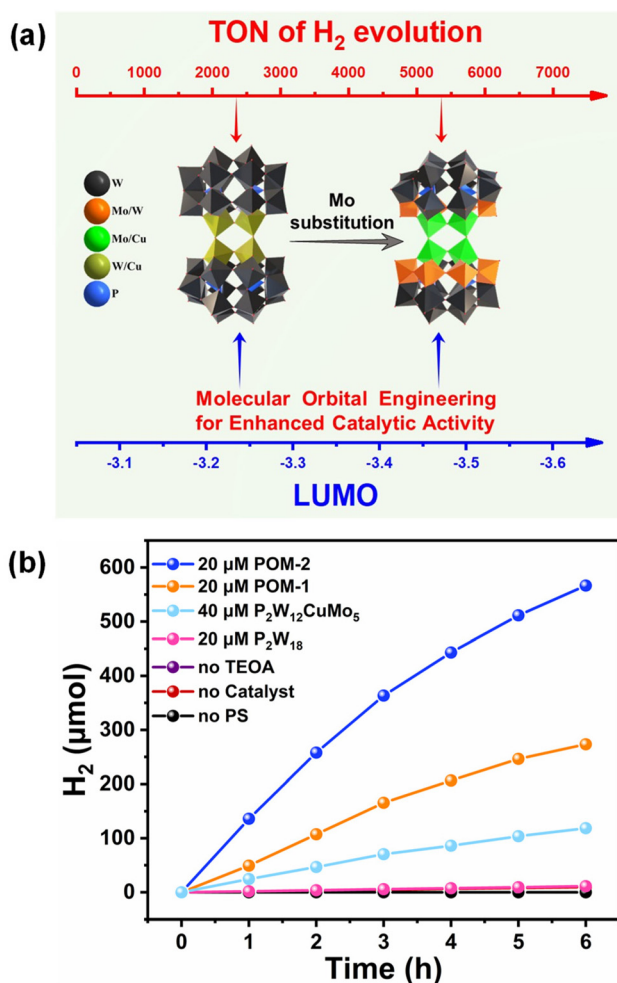 (a)
TON of H₂ evolution
0 1000 2000 3000 4000 5000 6000 7000
W
Mo/W
Mo/Cu
W/Cu
P
Mo
substitution
Molecular Orbital Engineering
for Enhanced Catalytic Activity
-3.1 -3.2 -3.3 -3.4 -3.5 -3.6
LUMO
(b)
H₂ (μmol)
600
500
400
300
200
100
0
20 μM POM-2
20 μM POM-1
40 μM P₂W₁₂CuMo₅
20 μM P₂W₁₈
no TEOA
no Catalyst
no PS
0 1 2 3 4 5 6
Time (h)